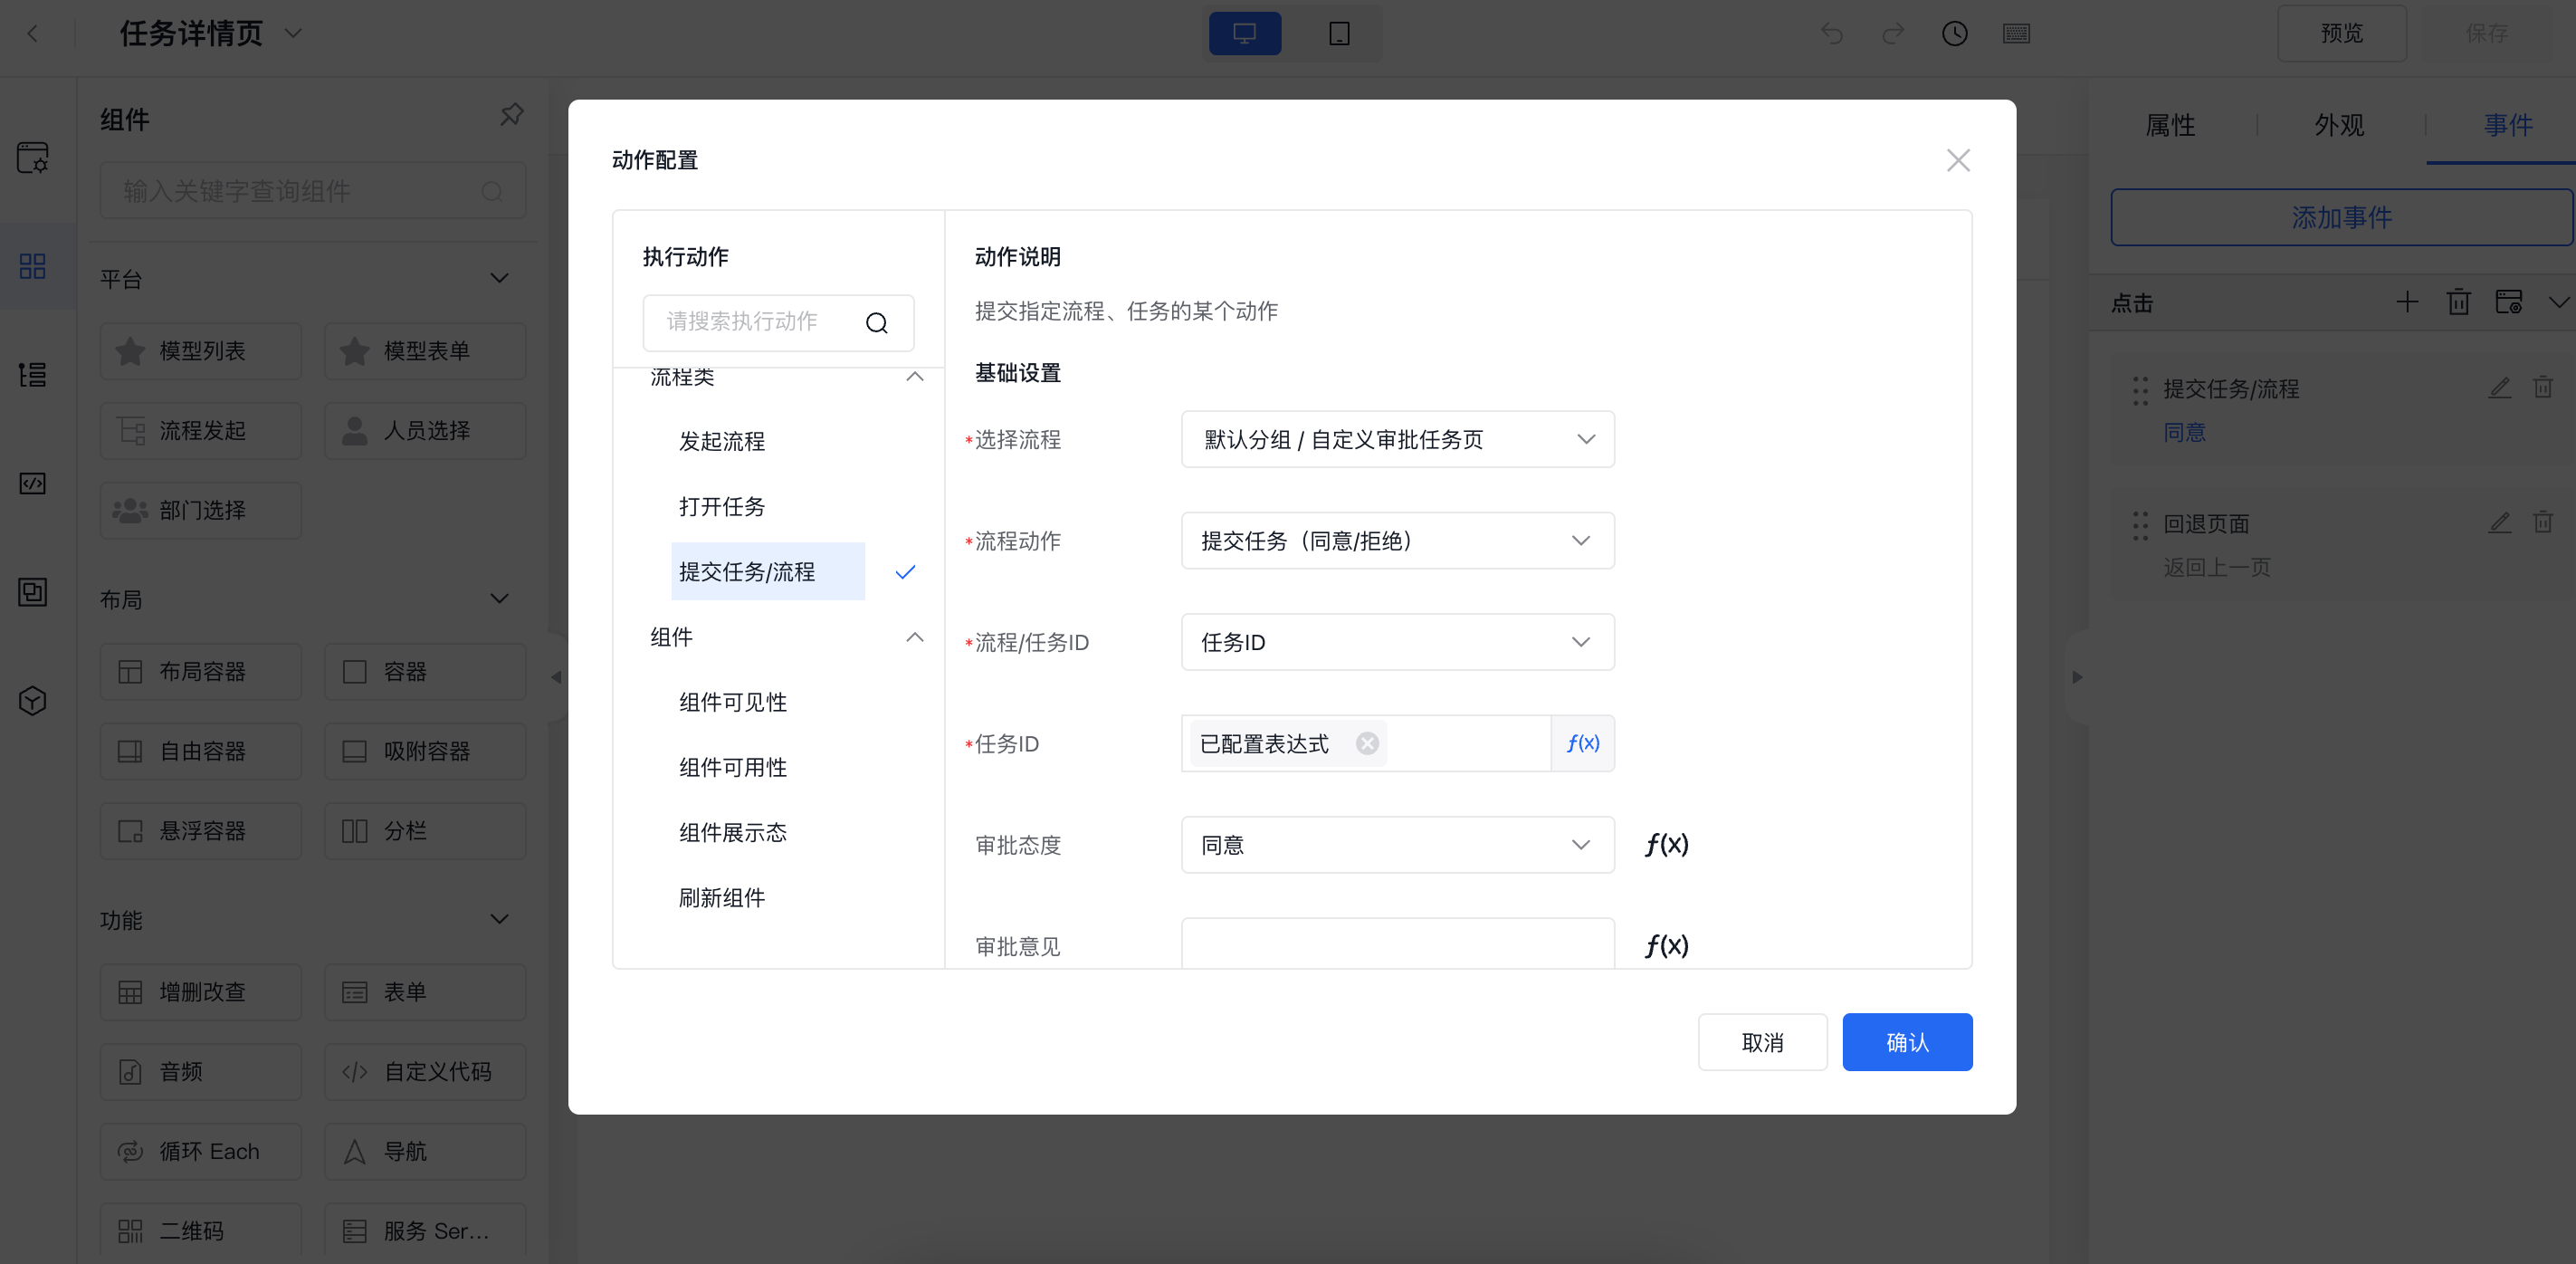 任务详情页
预览
保存
组件
输入关键字查询组件
平台
模型列表
模型表单
流程发起
人员选择
部门选择
布局
布局容器
容器
自由容器
吸附容器
悬浮容器
分栏
功能
增删改查
表单
音频
自定义代码
循环 Each
导航
二维码
服务 Ser...
动作配置
执行动作
请搜索执行动作
流程类
发起流程
打开任务
提交任务/流程
组件
组件可见性
组件可用性
组件展示态
刷新组件
动作说明
提交指定流程、任务的某个动作
基础设置
*选择流程
默认分组 / 自定义审批任务页
*流程动作
提交任务（同意/拒绝）
*流程/任务ID
任务ID
*任务ID
已配置表达式
f(x)
审批态度
同意
f(x)
审批意见
f(x)
取消
确认
属性
外观
事件
添加事件
点击
提交任务/流程
同意
回退页面
返回上一页